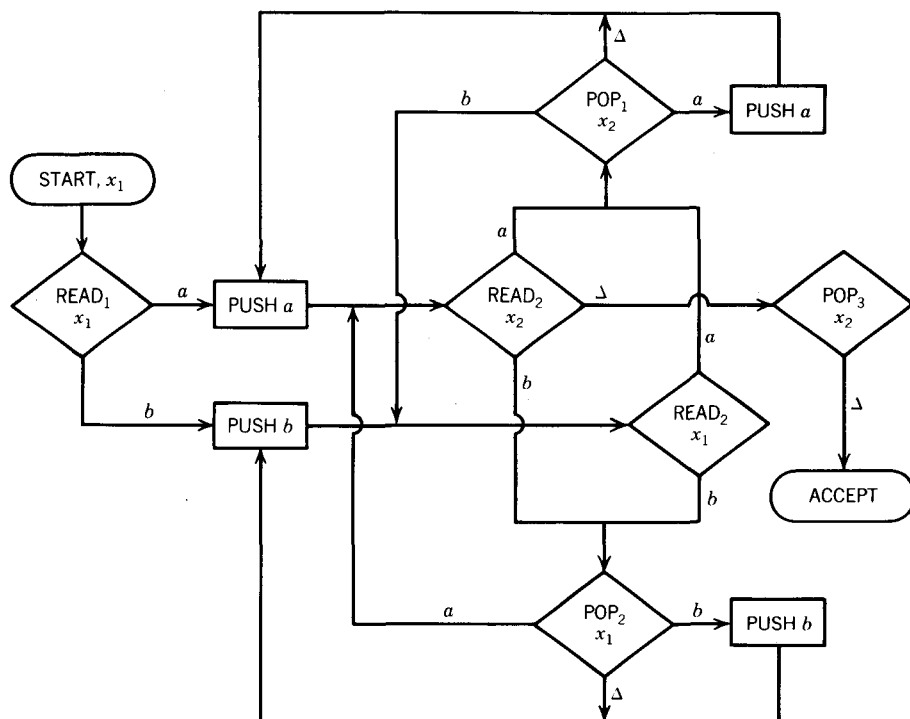 Δ
b
POP₁
x₂
a
PUSH a
START, x₁
a
READ₁
x₁
a
PUSH a
READ₂
x₂
Δ
POP₃
x₂
a
b
b
PUSH b
READ₂
x₁
Δ
b
ACCEPT
a
POP₂
x₁
b
PUSH b
Δ